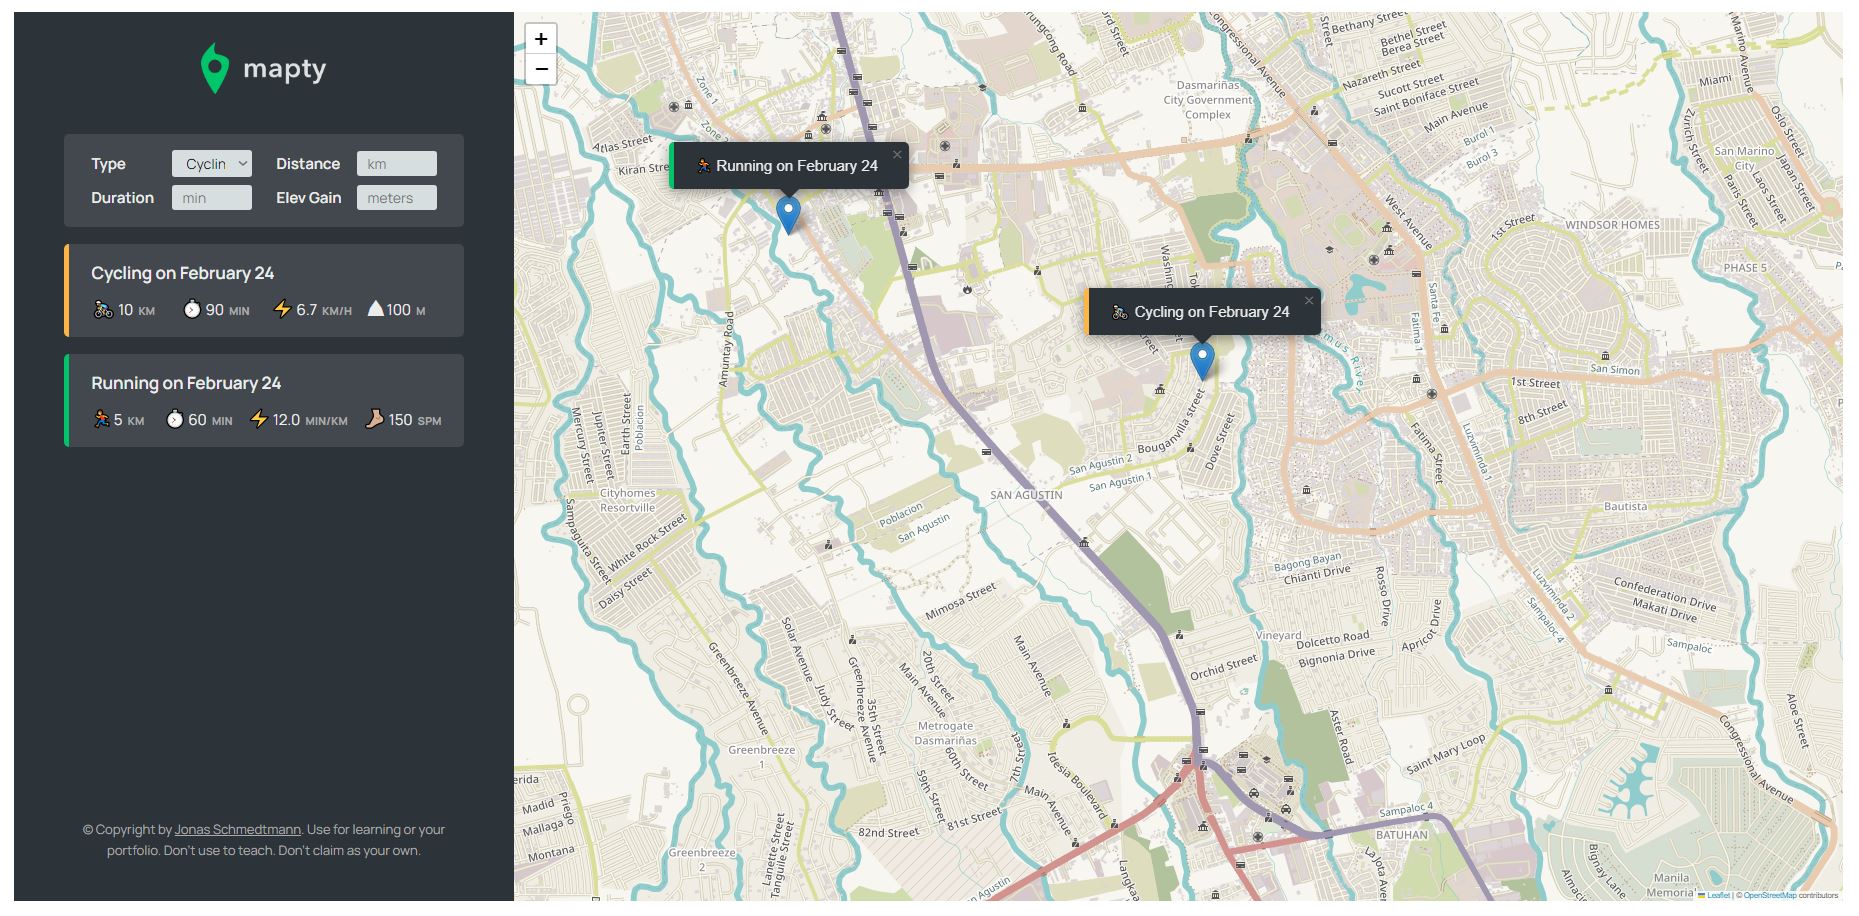 mapty
Type Cyclin Distance km
Duration min Elev Gain meters
Cycling on February 24
10 KM 90 MIN 6.7 KM/H 100 M
Running on February 24
5 KM 60 MIN 12.0 MIN/KM 150 SPM
© Copyright by Jonas Schmedtmann. Use for learning or your
portfolio. Don't use to teach. Don't claim as your own.
+
−
Running on February 24 ×
Cycling on February 24 ×
Zone 1
Atlas Street
Congressional Avenue
Dasmariñas
City Government
Complex
Bethany Street
Bethel Street
Berea Street
Nazareth Street
Sucott Street
Saint Boniface Street
Main Avenue
Burol 1
Burol 3
Miami
Zurich Street
San Marino
City
Paris Street
Laos Street
Japan Street
Oslo Street
San Marino Avenue
West Avenue
1st Street
WINDSOR HOMES
PHASE 5
Santa Fe
Fatima 1
San Simon
1st Street
8th Street
Amuntay Road
Mercury Street
Jupiter Street
Earth Street
Poblacion
Cityhomes
Resortville
Sampaguita Street
White Rock Street
Daisy Street
Poblacion
San Agustin
SAN AGUSTIN
San Agustin 2
San Agustin 1
Bouganvilla street
Dove Street
Fatima Street
Luzviminda 1
Bautista
Bagong Bayan
Chianti Drive
Rosso Drive
Apricot Drive
Luzviminda 2
Sampaloc 4
Confederation Drive
Makati Drive
Sampaloc
Vineyard
Dolcetto Road
Bignonia Drive
Orchid Street
Mimosa Street
Main Avenue
Solar Avenue
Judy Street
Greenbreeze Avenue
Greenbreeze Avenue
35th Street
Main Avenue
20th Street
Metrogate
Dasmariñas
60th Street
59th Street
7th Street
Idesia Boulevard
Main Avenue
81st Street
82nd Street
Greenbreeze
1
Greenbreeze
2
Lanette Street
Tanguile Street
Madid
Mallaga
Montana
Priego
Aster Road
Saint Mary Loop
Sampaloc 4
BATUHAN
Congressional Avenue
Aloe Street
Bignay Lane
Manila
Memorial
Leaflet | © OpenStreetMap contributors